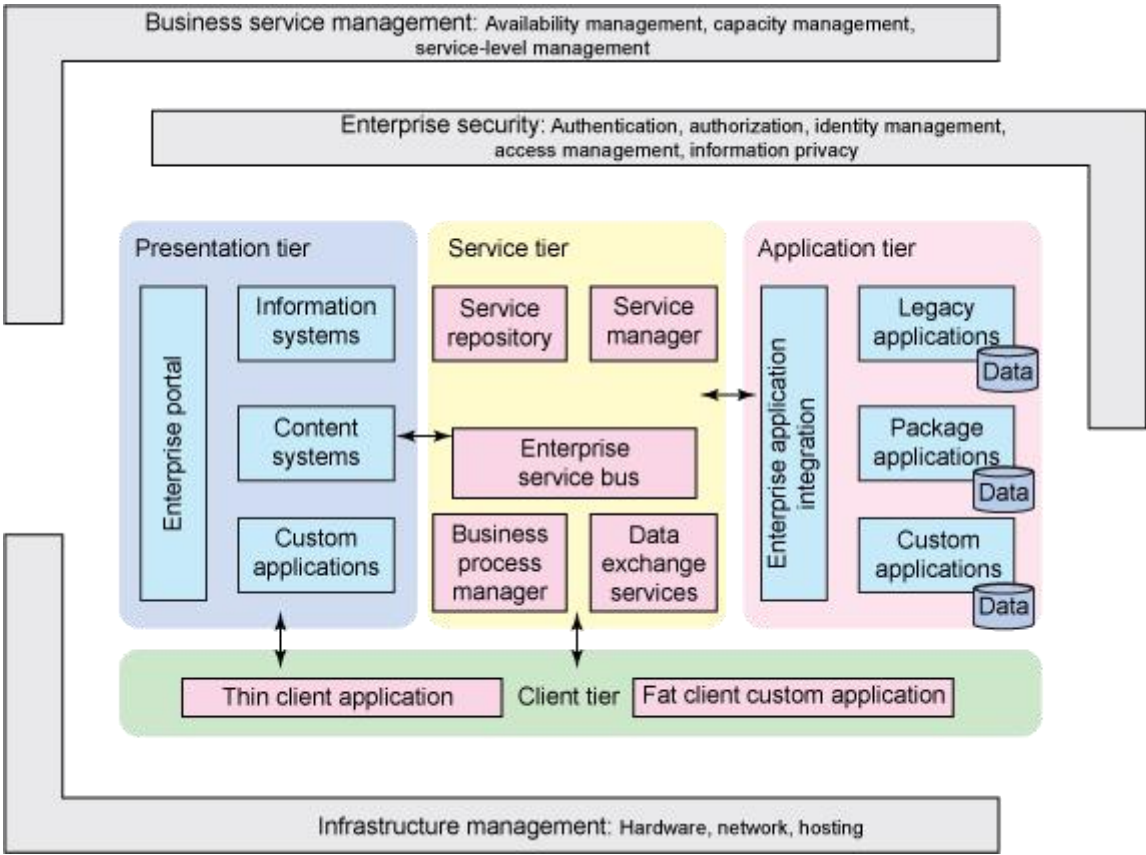 Business service management: Availability management, capacity management,
service-level management
Enterprise security: Authentication, authorization, identity management,
access management, information privacy
Presentation tier
Enterprise portal
Information
systems
Content
systems
Custom
applications
Service tier
Service
repository
Service
manager
Enterprise
service bus
Business
process
manager
Data
exchange
services
Application tier
Enterprise application
integration
Legacy
applications
Data
Package
applications
Data
Custom
applications
Data
Thin client application
Client tier
Fat client custom application
Infrastructure management: Hardware, network, hosting